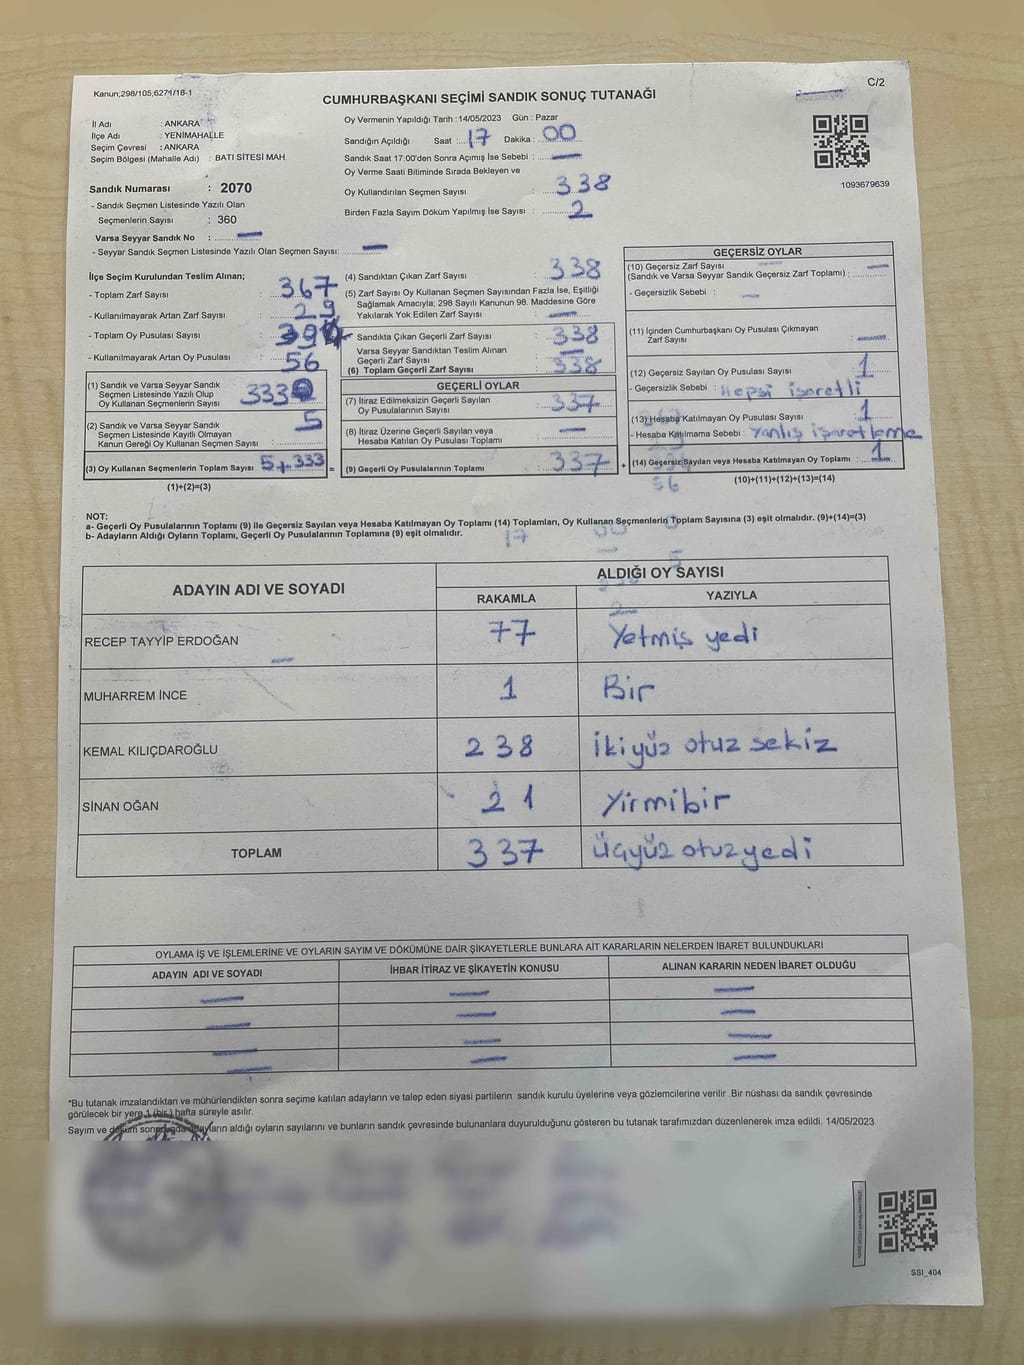 Kanun;298/105;6271/18-1
C/2
CUMHURBAŞKANI SEÇİMİ SANDIK SONUÇ TUTANAĞI
İl Adı : ANKARA
İlçe Adı : YENİMAHALLE
Seçim Çevresi : ANKARA
Seçim Bölgesi (Mahalle Adı) : BATI SİTESİ MAH.
Sandık Numarası : 2070
- Sandık Seçmen Listesinde Yazılı Olan
Seçmenlerin Sayısı : 360
Varsa Seyyar Sandık No :
- Seyyar Sandık Seçmen Listesinde Yazılı Olan Seçmen Sayısı:
Oy Vermenin Yapıldığı Tarih :14/05/2023 Gün : Pazar
Sandığın Açıldığı Saat : 17 Dakika : 00
Sandık Saat 17:00'den Sonra Açımış İse Sebebi :
Oy Verme Saati Bitiminde Sırada Bekleyen ve
Oy Kullandırılan Seçmen Sayısı : 338
Birden Fazla Sayım Döküm Yapılmış İse Sayısı : 2
1093679639
İlçe Seçim Kurulundan Teslim Alınan;
- Toplam Zarf Sayısı : 367
- Kullanılmayarak Artan Zarf Sayısı : 29
- Toplam Oy Pusulası Sayısı :
- Kullanılmayarak Artan Oy Pusulası : 56
(1) Sandık ve Varsa Seyyar Sandık
Seçmen Listesinde Yazılı Olup
Oy Kullanan Seçmenlerin Sayısı : 333
(2) Sandık ve Varsa Seyyar Sandık
Seçmen Listesinde Kayıtlı Olmayan
Kanun Gereği Oy Kullanan Seçmen Sayısı : 5
(3) Oy Kullanan Seçmenlerin Toplam Sayısı 5+333 =
(1)+(2)=(3)
(4) Sandıktan Çıkan Zarf Sayısı : 338
(5) Zarf Sayısı Oy Kullanan Seçmen Sayısından Fazla İse, Eşitliği
Sağlamak Amacıyla; 298 Sayılı Kanunun 98. Maddesine Göre
Yakılarak Yok Edilen Zarf Sayısı :
Sandıkta Çıkan Geçerli Zarf Sayısı : 338
Varsa Seyyar Sandıktan Teslim Alınan
Geçerli Zarf Sayısı :
(6) Toplam Geçerli Zarf Sayısı : 338
GEÇERLİ OYLAR
(7) İtiraz Edilmeksizin Geçerli Sayılan
Oy Pusulalarının Sayısı : 337
(8) İtiraz Üzerine Geçerli Sayılan veya
Hesaba Katılan Oy Pusulası Toplamı :
(9) Geçerli Oy Pusulalarının Toplamı : 337 +
GEÇERSİZ OYLAR
(10) Geçersiz Zarf Sayısı
(Sandık ve Varsa Seyyar Sandık Geçersiz Zarf Toplamı) :
- Geçersizlik Sebebi :
(11) İçinden Cumhurbaşkanı Oy Pusulası Çıkmayan
Zarf Sayısı :
(12) Geçersiz Sayılan Oy Pusulası Sayısı : 1
- Geçersizlik Sebebi : Hepsi işaretli
(13) Hesaba Katılmayan Oy Pusulası Sayısı : 1
- Hesaba Katılmama Sebebi : Yanlış işaretleme
(14) Geçersiz Sayılan veya Hesaba Katılmayan Oy Toplamı : 1
(10)+(11)+(12)+(13)=(14)
NOT:
a- Geçerli Oy Pusulalarının Toplamı (9) ile Geçersiz Sayılan veya Hesaba Katılmayan Oy Toplamı (14) Toplamları, Oy Kullanan Seçmenlerin Toplam Sayısına (3) eşit olmalıdır. (9)+(14)=(3)
b- Adayların Aldığı Oyların Toplamı, Geçerli Oy Pusulalarının Toplamına (9) eşit olmalıdır.
ADAYIN ADI VE SOYADI ALDIĞI OY SAYISI
RAKAMLA YAZIYLA
RECEP TAYYİP ERDOĞAN 77 Yetmiş yedi
MUHARREM İNCE 1 Bir
KEMAL KILIÇDAROĞLU 238 İkiyüz otuz sekiz
SİNAN OĞAN 21 Yirmibir
TOPLAM 337 Üçyüz otuzyedi
OYLAMA İŞ VE İŞLEMLERİNE VE OYLARIN SAYIM VE DÖKÜMÜNE DAİR ŞİKAYETLERLE BUNLARA AİT KARARLARIN NELERDEN İBARET BULUNDUKLARI
ADAYIN ADI VE SOYADI İHBAR İTİRAZ VE ŞİKAYETİN KONUSU ALINAN KARARIN NEDEN İBARET OLDUĞU
*Bu tutanak imzalandıktan ve mühürlendikten sonra seçime katılan adayların ve talep eden siyasi partilerin sandık kurulu üyelerine veya gözlemcilerine verilir .Bir nüshası da sandık çevresinde
görülecek bir yere 1 (bir ) hafta süreyle asılır.
Sayım ve döküm sonucunda adayların aldığı oyların sayılarını ve bunların sandık çevresinde bulunanlara duyurulduğunu gösteren bu tutanak tarafımızdan düzenlenerek imza edildi. 14/05/2023
SSI_404